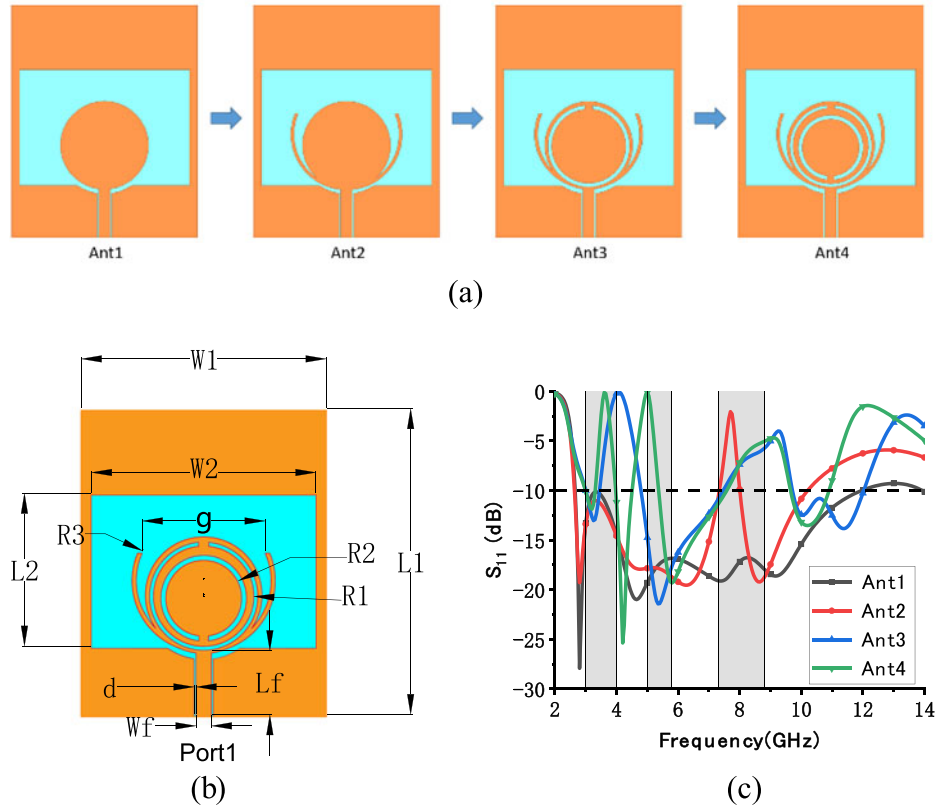 Ant1 Ant2 Ant3 Ant4
(a)
W1
W2
g
R3
R2
L2
L1
R1
d
Lf
Wf
Port1
(b)
0
-5
-10
-15
-20
-25
-30
S11 (dB)
Ant1
Ant2
Ant3
Ant4
2 4 6 8 10 12 14
Frequency(GHz)
(c)